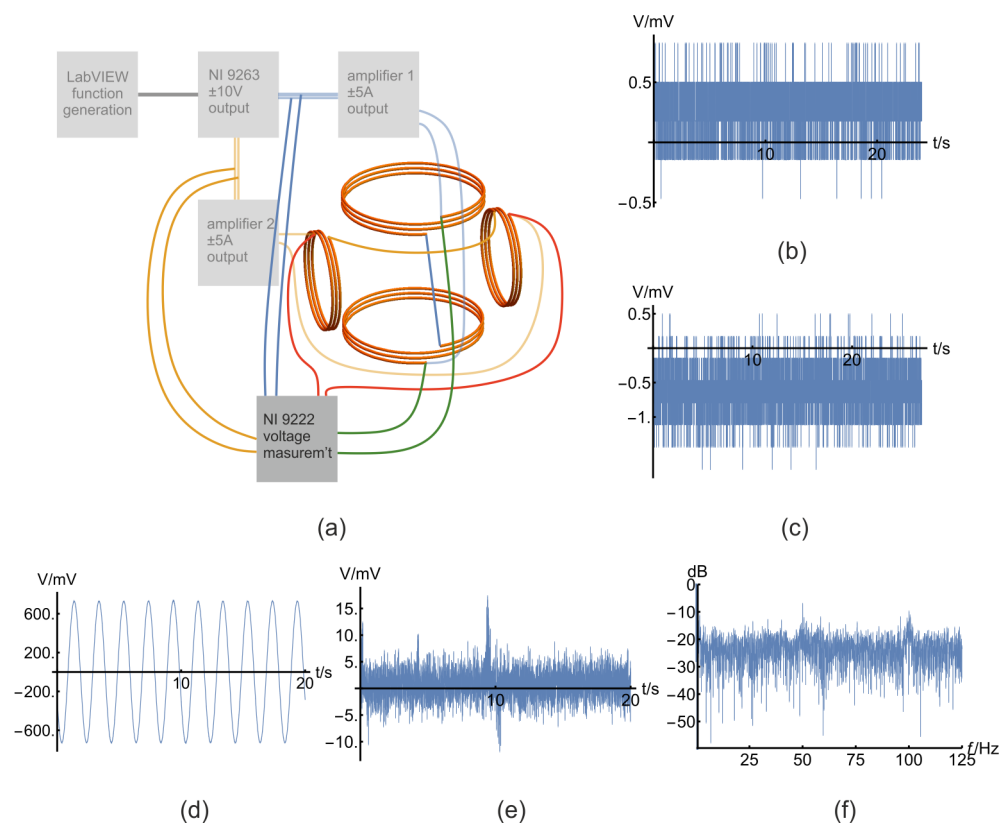 LabVIEW
function
generation
NI 9263
±10V
output
amplifier 1
±5A
output
amplifier 2
±5A
output
NI 9222
voltage
masurem't
(a)
V/mV
0.5
t/s
10
20
−0.5
(b)
V/mV
0.5
t/s
10
20
−0.5
−1.
(c)
V/mV
600.
200.
t/s
10
20
−200.
−600.
(d)
V/mV
15.
10.
5.
t/s
10
20
−5.
−10.
(e)
dB
0
−10
−20
−30
−40
−50
f/Hz
25
50
75
100
125
(f)